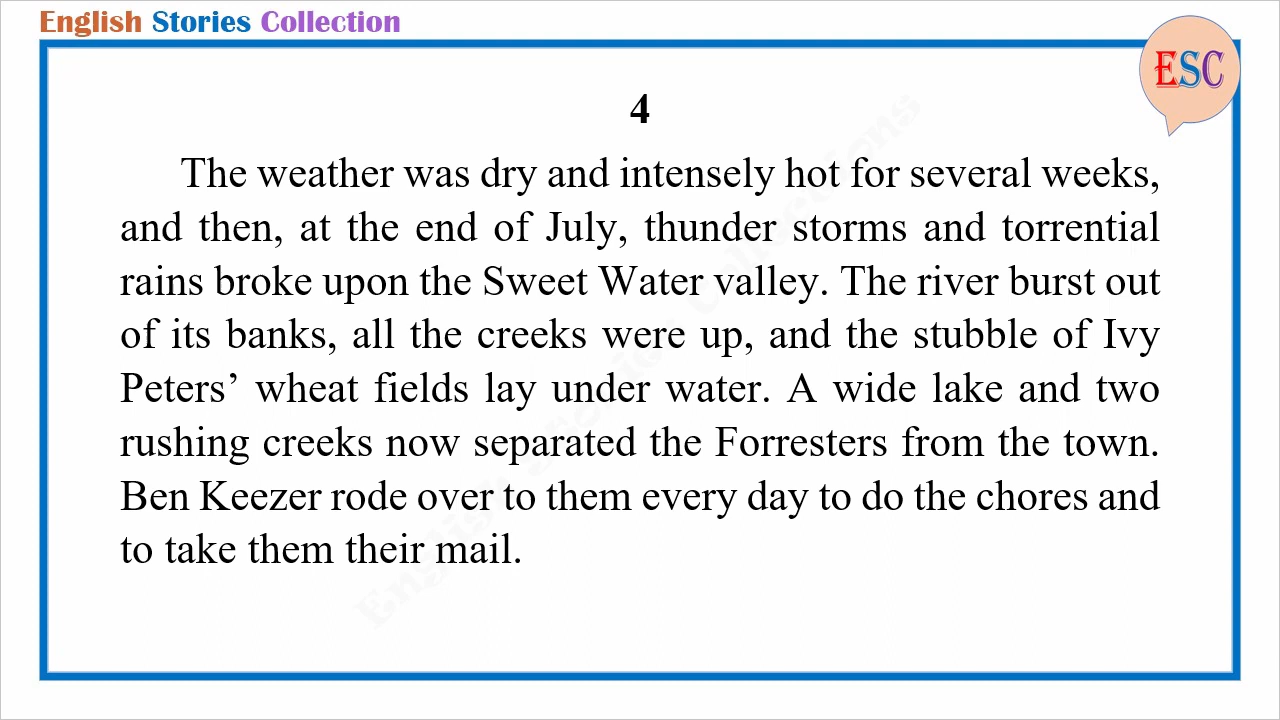 English Stories Collection
ESC
4
The weather was dry and intensely hot for several weeks,
and then, at the end of July, thunder storms and torrential
rains broke upon the Sweet Water valley. The river burst out
of its banks, all the creeks were up, and the stubble of Ivy
Peters’ wheat fields lay under water. A wide lake and two
rushing creeks now separated the Forresters from the town.
Ben Keezer rode over to them every day to do the chores and
to take them their mail.
English Stories Collections